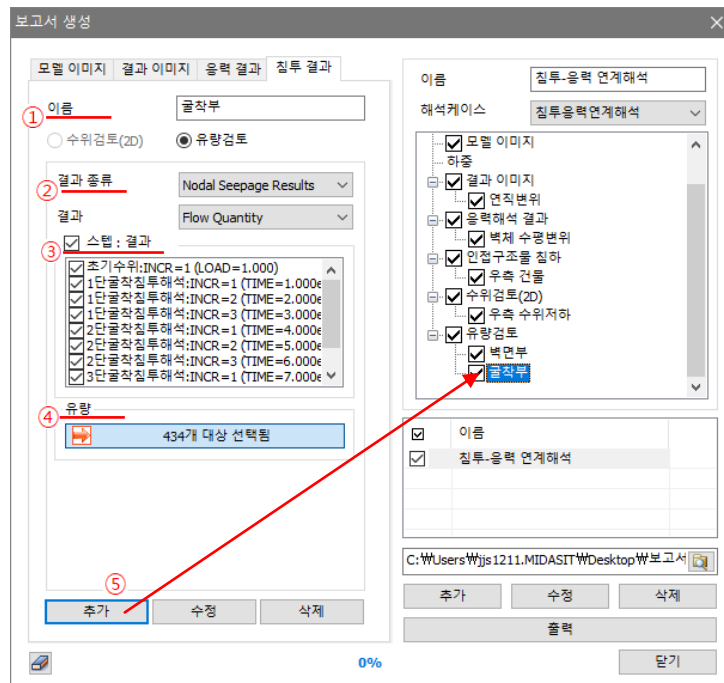 보고서 생성
모델 이미지 결과 이미지 응력 결과 침투 결과
① 이름 굴착부
수위검토(2D) 유량검토
② 결과 종류 Nodal Seepage Results
결과 Flow Quantity
③ 스텝 : 결과
초기수위:INCR=1 (LOAD=1.000)
1단굴착침투해석:INCR=1 (TIME=1.000e
1단굴착침투해석:INCR=2 (TIME=2.000e
1단굴착침투해석:INCR=3 (TIME=3.000e
2단굴착침투해석:INCR=1 (TIME=4.000e
2단굴착침투해석:INCR=2 (TIME=5.000e
2단굴착침투해석:INCR=3 (TIME=6.000e
3단굴착침투해석:INCR=1 (TIME=7.000e
④ 유량
434개 대상 선택됨
⑤
추가 수정 삭제
0%
이름 침투-응력 연계해석
해석케이스 침투응력연계해석
모델 이미지
하중
결과 이미지
연직변위
응력해석 결과
벽체 수평변위
인접구조물 침하
우측 건물
수위검토(2D)
우측 수위저하
유량검토
벽면부
굴착부
이름
침투-응력 연계해석
C:₩Users₩jjs1211.MIDASIT₩Desktop₩보고서
추가 수정 삭제
출력
닫기